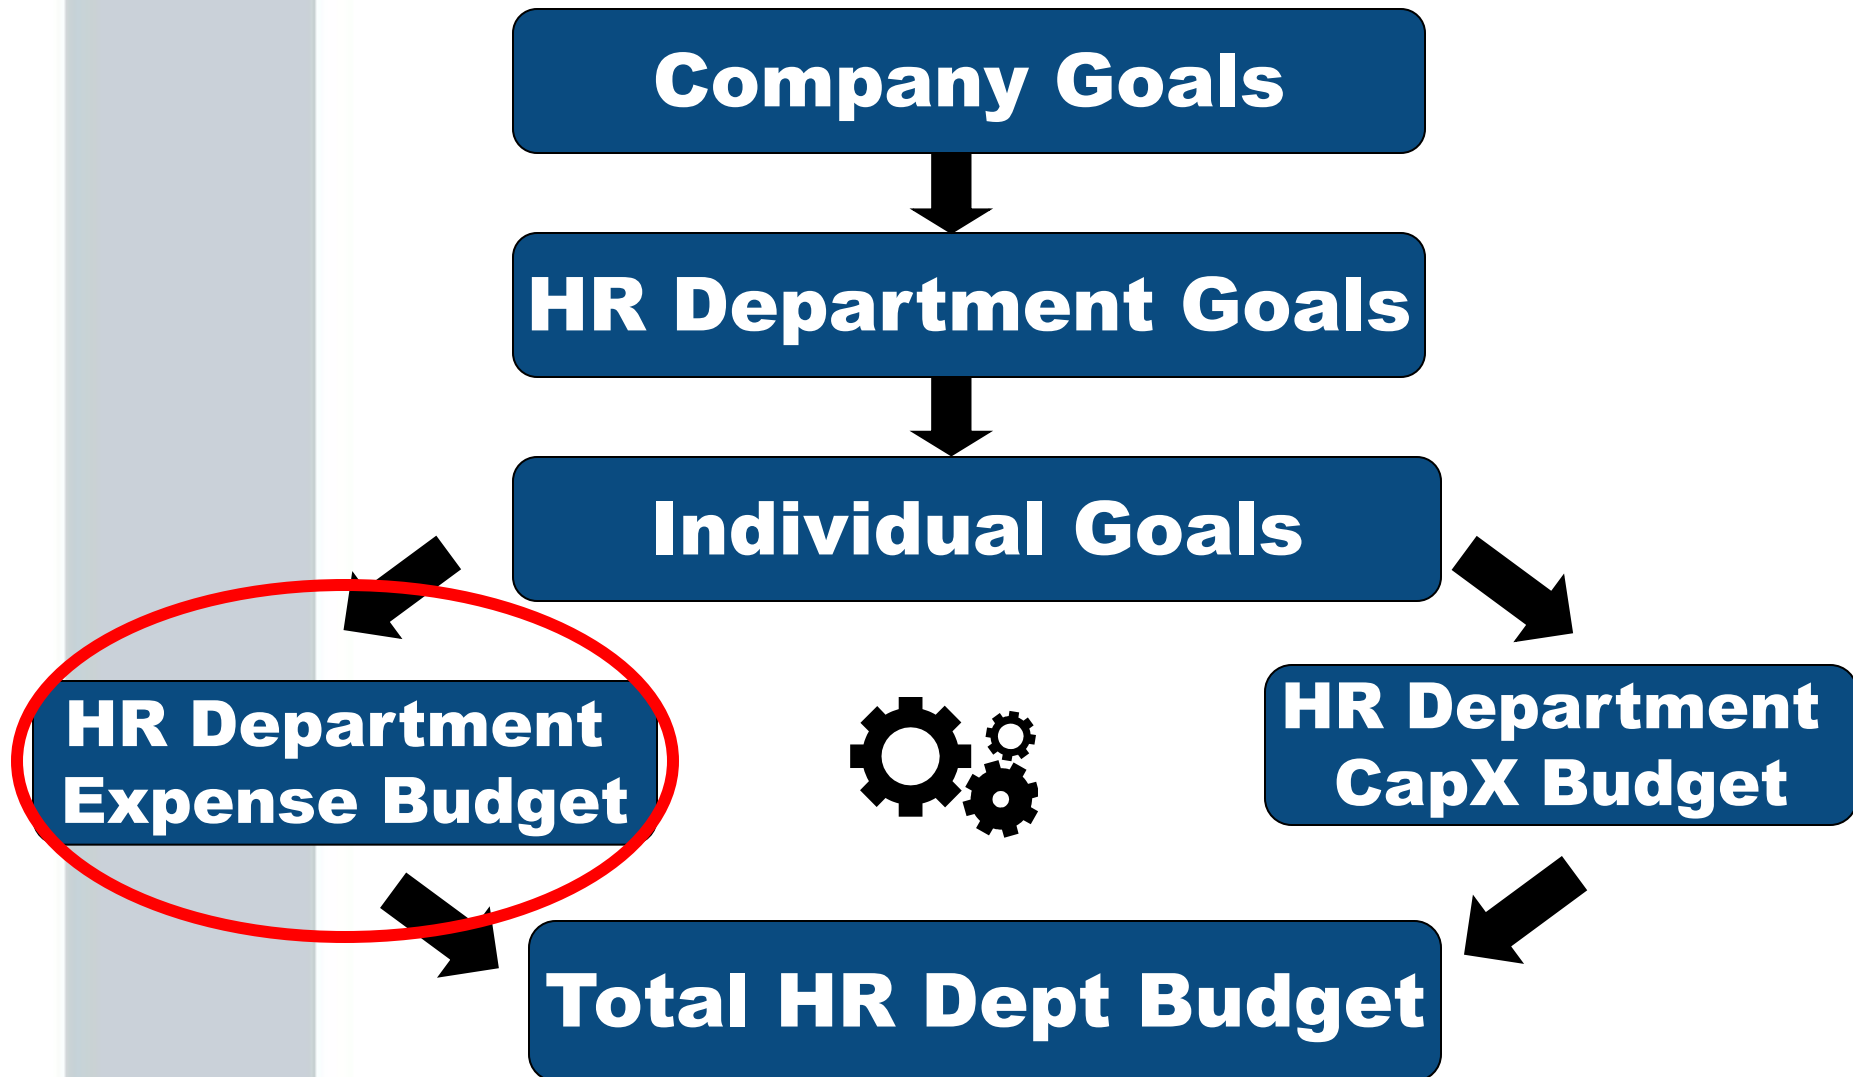 Company Goals
HR Department Goals
Individual Goals
HR Department
Expense Budget
HR Department
CapX Budget
Total HR Dept Budget